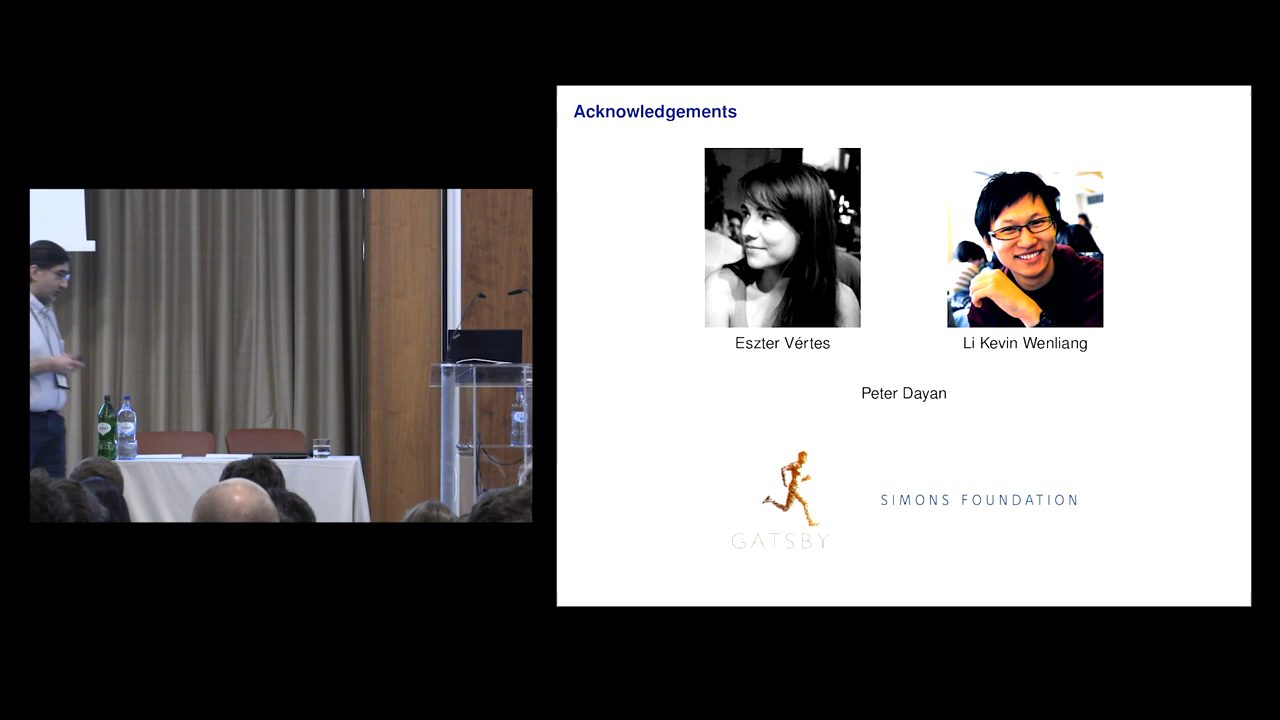 Acknowledgements
Eszter Vértes
Li Kevin Wenliang
Peter Dayan
GATSBY
SIMONS FOUNDATION